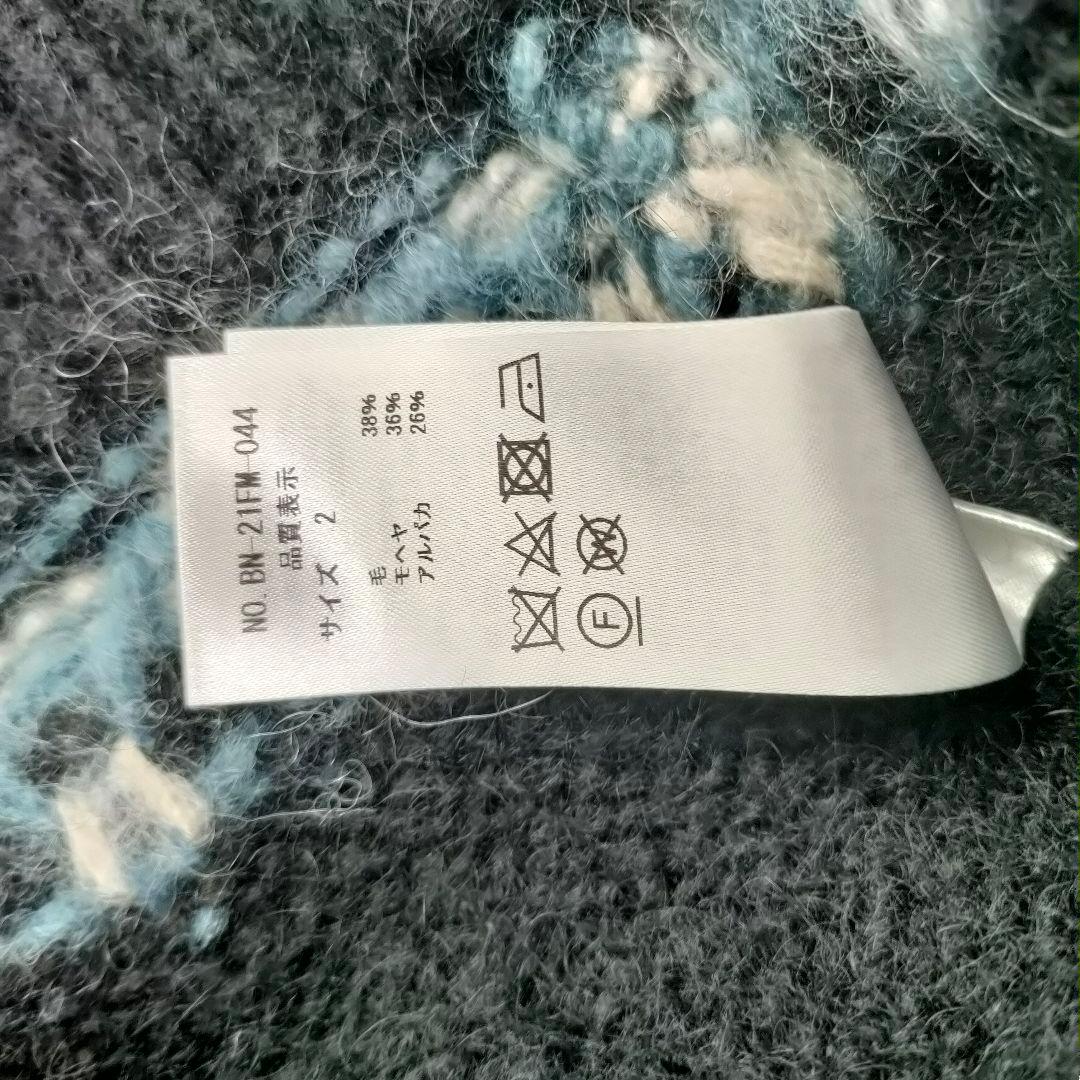 NO. BN-21FM-044
品質表示
サイズ 2
毛 38%
モヘヤ 36%
アルパカ 26%
F W